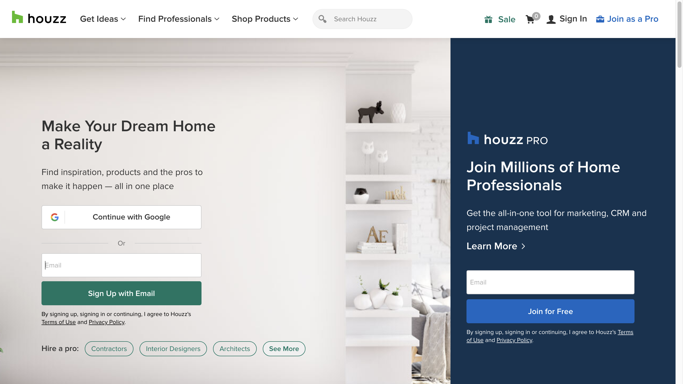 houzz
Get Ideas
Find Professionals
Shop Products
Search Houzz
Sale
0
Sign In
Join as a Pro
Make Your Dream Home
a Reality
Find inspiration, products and the pros to
make it happen — all in one place
Continue with Google
Or
Email
Sign Up with Email
By signing up, signing in or continuing, I agree to Houzz's
Terms of Use and Privacy Policy.
Hire a pro:
Contractors
Interior Designers
Architects
See More
AE
houzz PRO
Join Millions of Home
Professionals
Get the all-in-one tool for marketing, CRM and
project management
Learn More
Email
Join for Free
By signing up, signing in or continuing, I agree to Houzz's Terms
of Use and Privacy Policy.